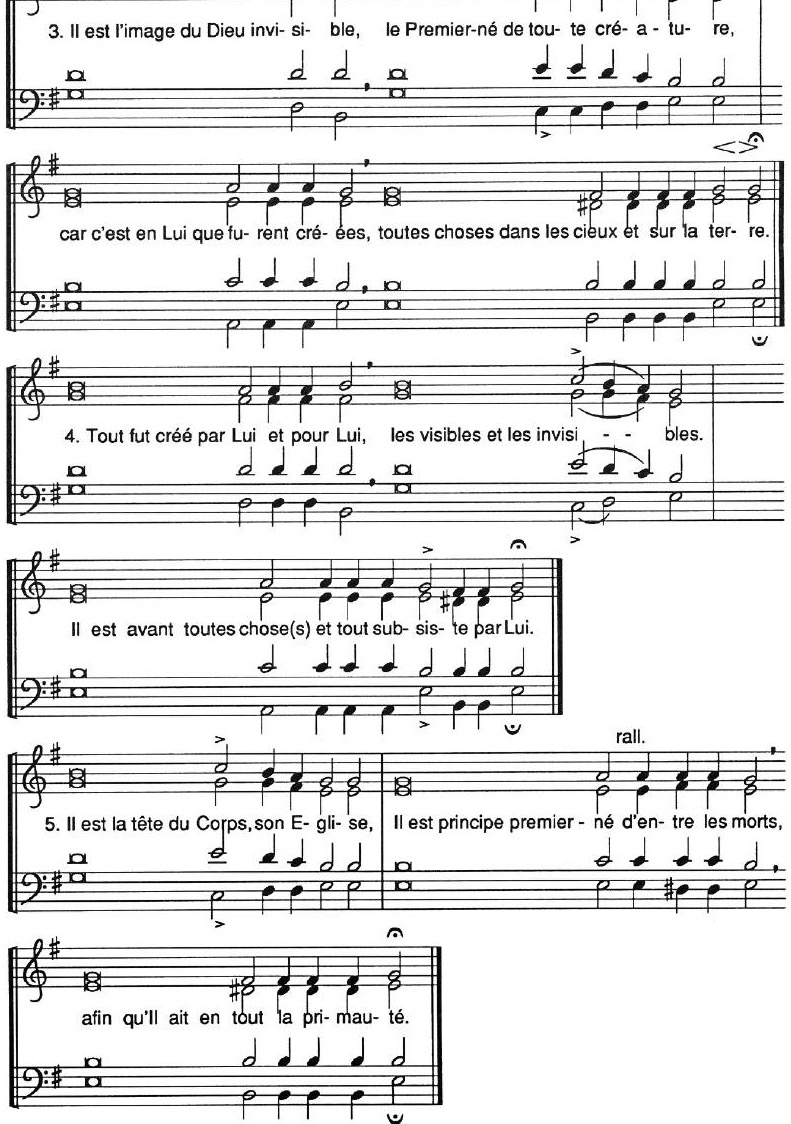 3. Il est l'image du Dieu invi- si- ble, le Premier-né de tou- te cré- a - tu- re,
car c'est en Lui que fu- rent cré- ées, toutes choses dans les cieux et sur la ter- re.
4. Tout fut créé par Lui et pour Lui, les visibles et les invisi - - bles.
Il est avant toutes chose(s) et tout sub- sis- te par Lui.
rall.
5. Il est la tête du Corps, son E- gli- se, Il est principe premier - né d'en- tre les morts,
afin qu'Il ait en tout la pri- mau- té.